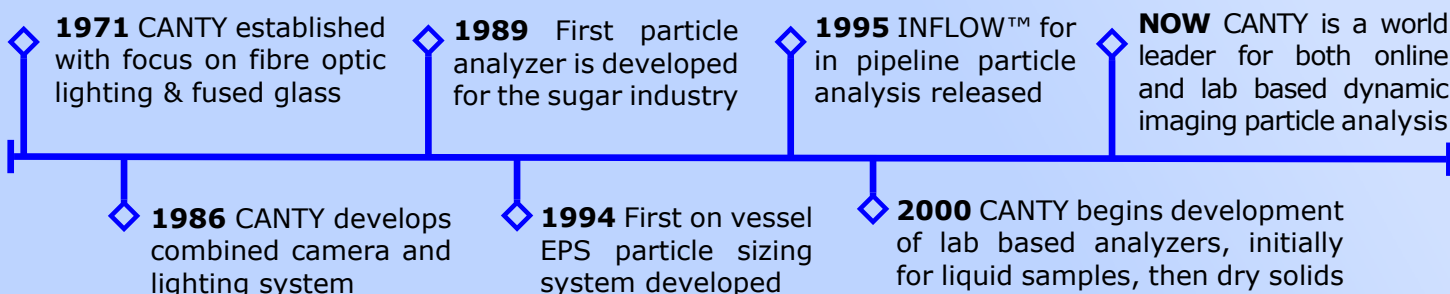 1971 CANTY established
with focus on fibre optic
lighting & fused glass
1986 CANTY develops
combined camera and
lighting system
1989 First particle
analyzer is developed
for the sugar industry
1994 First on vessel
EPS particle sizing
system developed
1995 INFLOW™ for
in pipeline particle
analysis released
2000 CANTY begins development
of lab based analyzers, initially
for liquid samples, then dry solids
NOW CANTY is a world
leader for both online
and lab based dynamic
imaging particle analysis